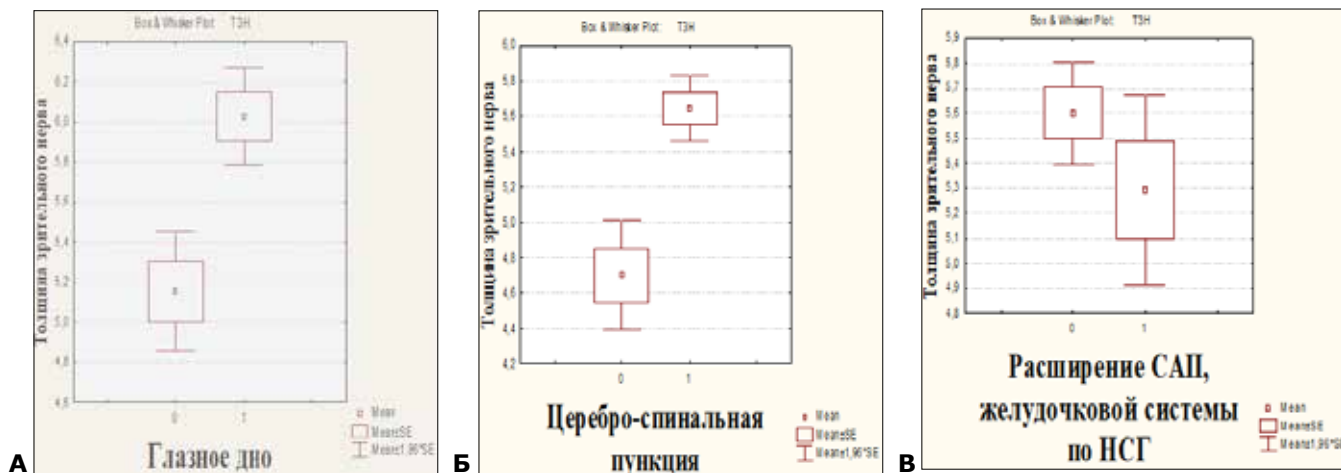 Box & Whisker Plot: ТЗН
Толщина зрительного нерва
6,4
6,2
6,0
5,8
5,6
5,4
5,2
5,0
4,8
4,6
0 1
Mean
Mean±SE
Mean±1,96*SE
Глазное дно
А
Box & Whisker Plot: ТЗН
Толщина зрительного нерва
6,0
5,8
5,6
5,4
5,2
5,0
4,8
4,6
4,4
4,2
0 1
Mean
Mean±SE
Mean±1,96*SE
Церебро-спинальная
пункция
Б
Box & Whisker Plot: ТЗН
Толщина зрительного нерва
5,9
5,8
5,7
5,6
5,5
5,4
5,3
5,2
5,1
5,0
4,9
4,8
0 1
Расширение САП,
желудочковой системы
по НСГ
Mean
Mean±SE
Mean±1,96*SE
В